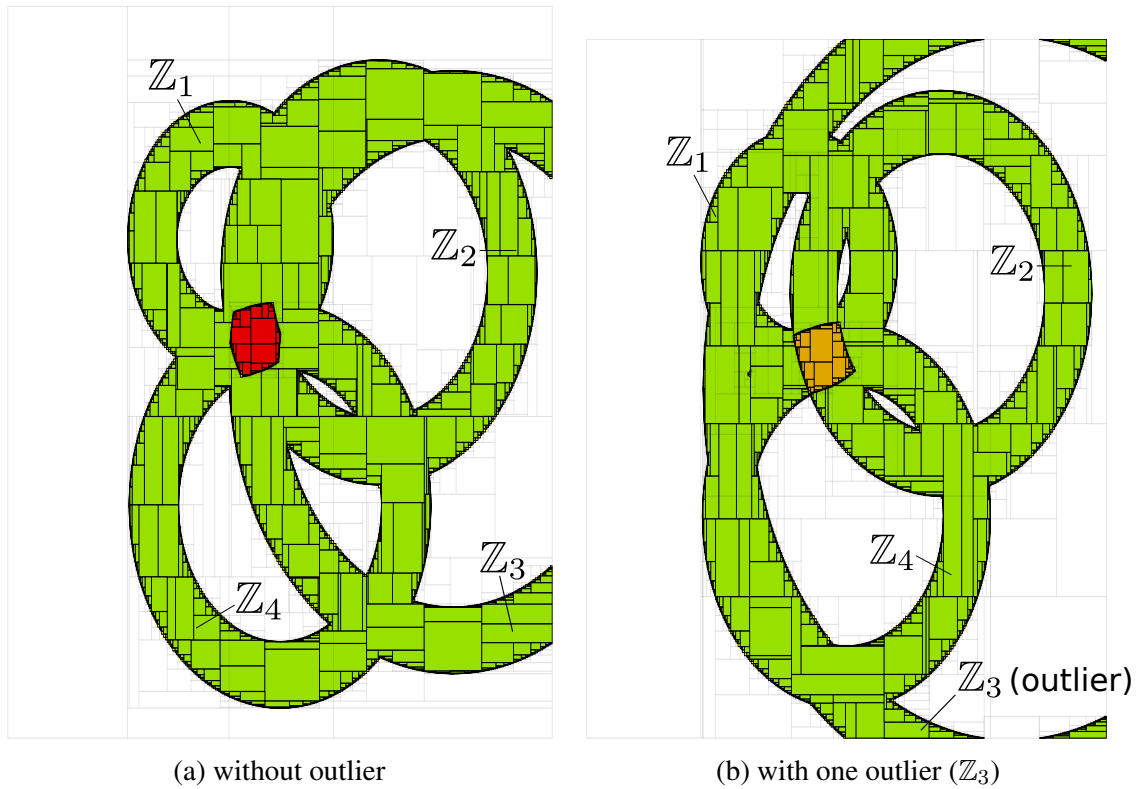 ℤ₁
ℤ₂
ℤ₃
ℤ₄
(a) without outlier
ℤ₁
ℤ₂
ℤ₄
ℤ₃ (outlier)
(b) with one outlier (ℤ₃)